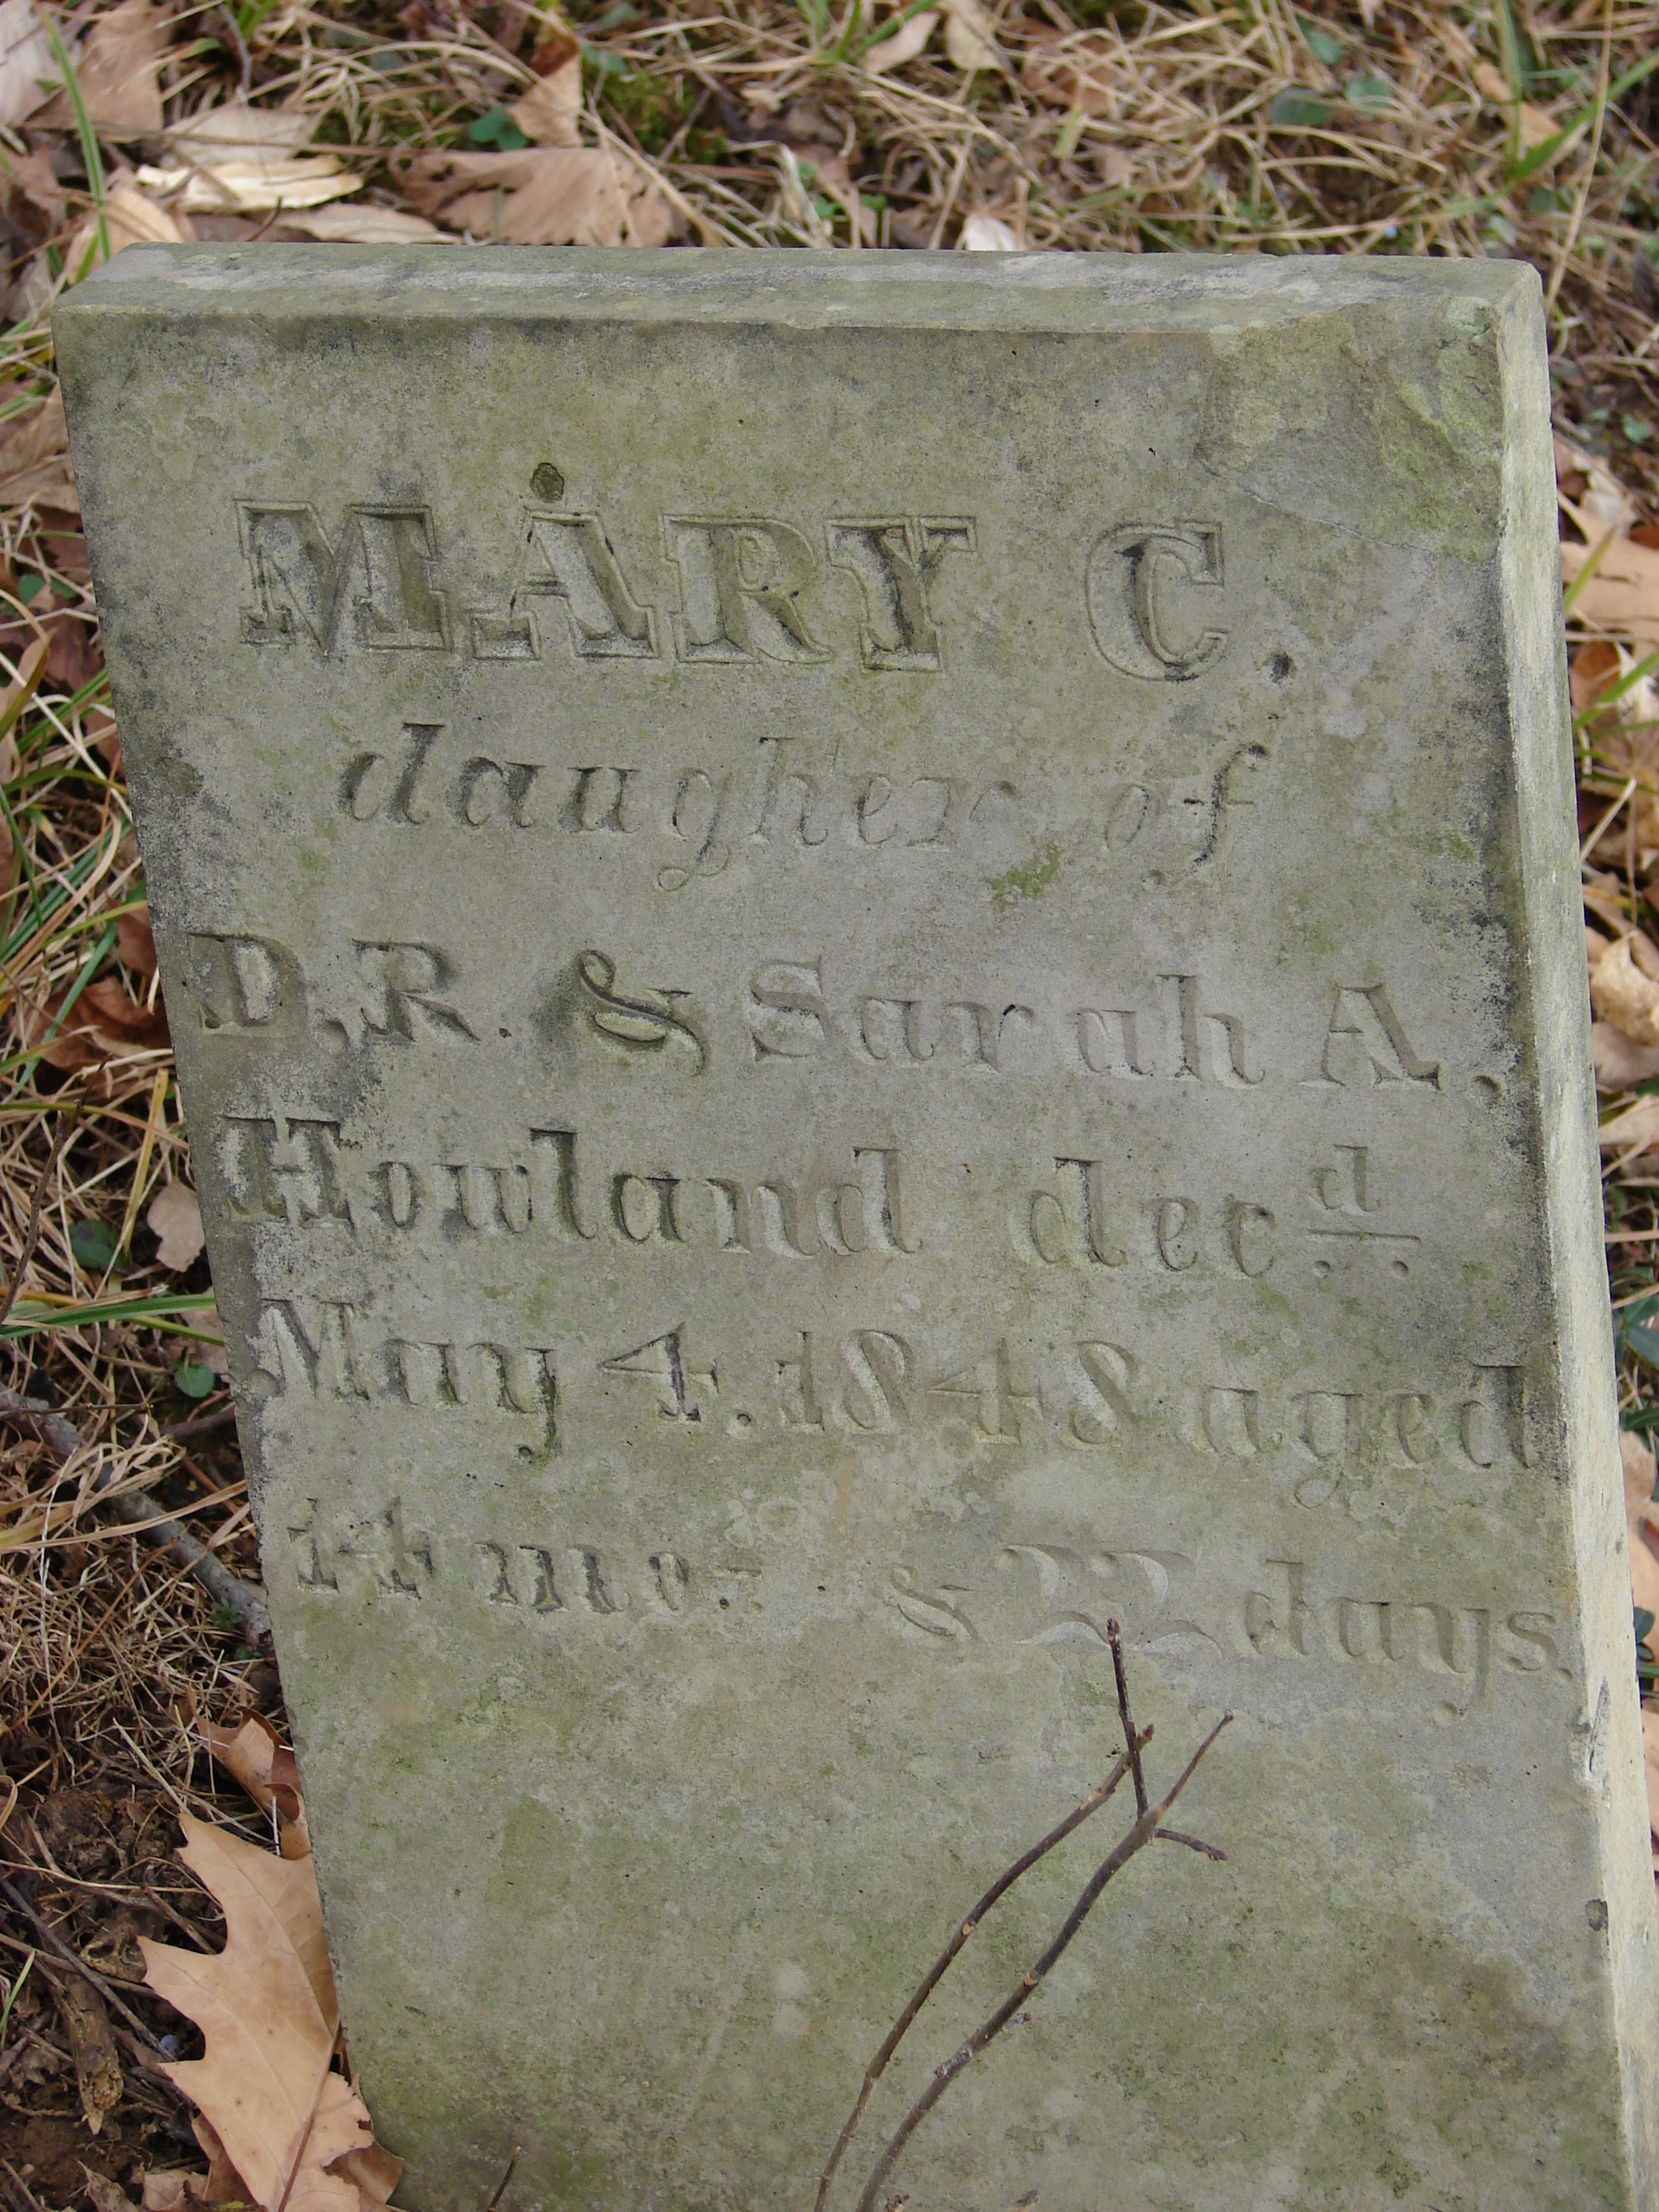 MARY C.
daugher of
D,R. & Sarah A.
Howland decd.
May 4.1848 aged
14 mo: & 22 days.